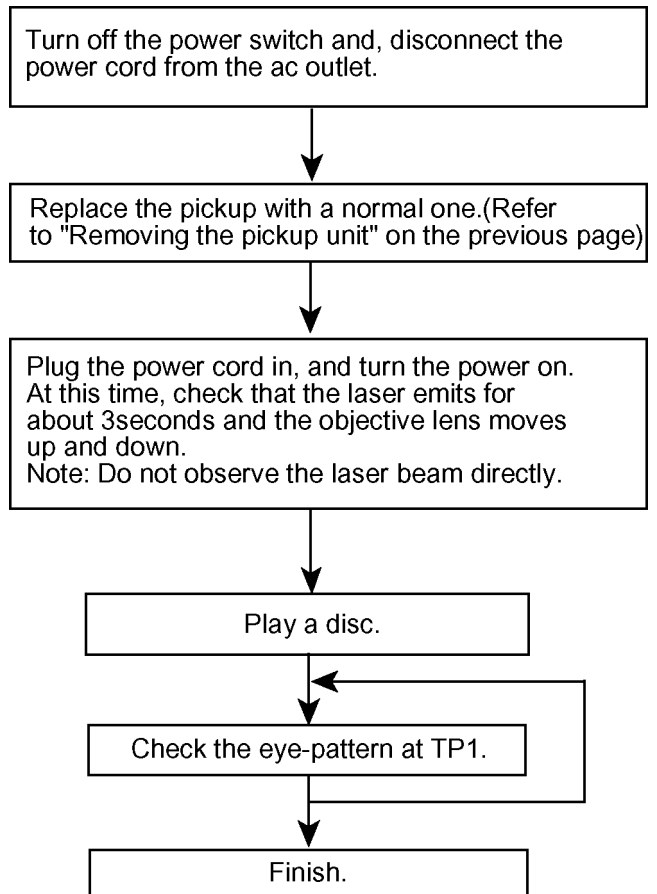 Turn off the power switch and, disconnect the
power cord from the ac outlet.
Replace the pickup with a normal one.(Refer
to "Removing the pickup unit" on the previous page)
Plug the power cord in, and turn the power on.
At this time, check that the laser emits for
about 3seconds and the objective lens moves
up and down.
Note: Do not observe the laser beam directly.
Play a disc.
Check the eye-pattern at TP1.
Finish.